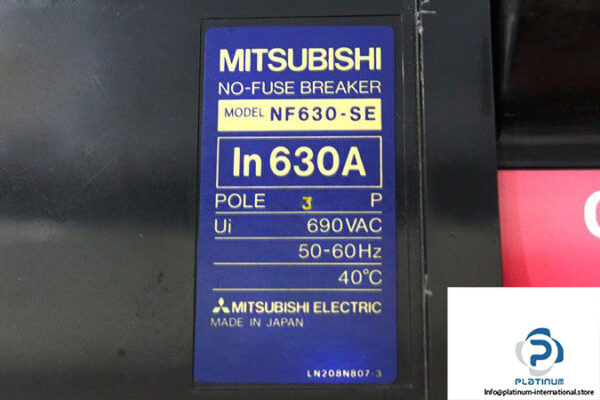 MITSUBISHI
NO-FUSE BREAKER
MODEL NF630-SE
In 630A
POLE 3 P
Ui 690VAC
50-60Hz
40°C
MITSUBISHI ELECTRIC
MADE IN JAPAN
LN208N807-3
PLATINUM
Info@platinum-international.store